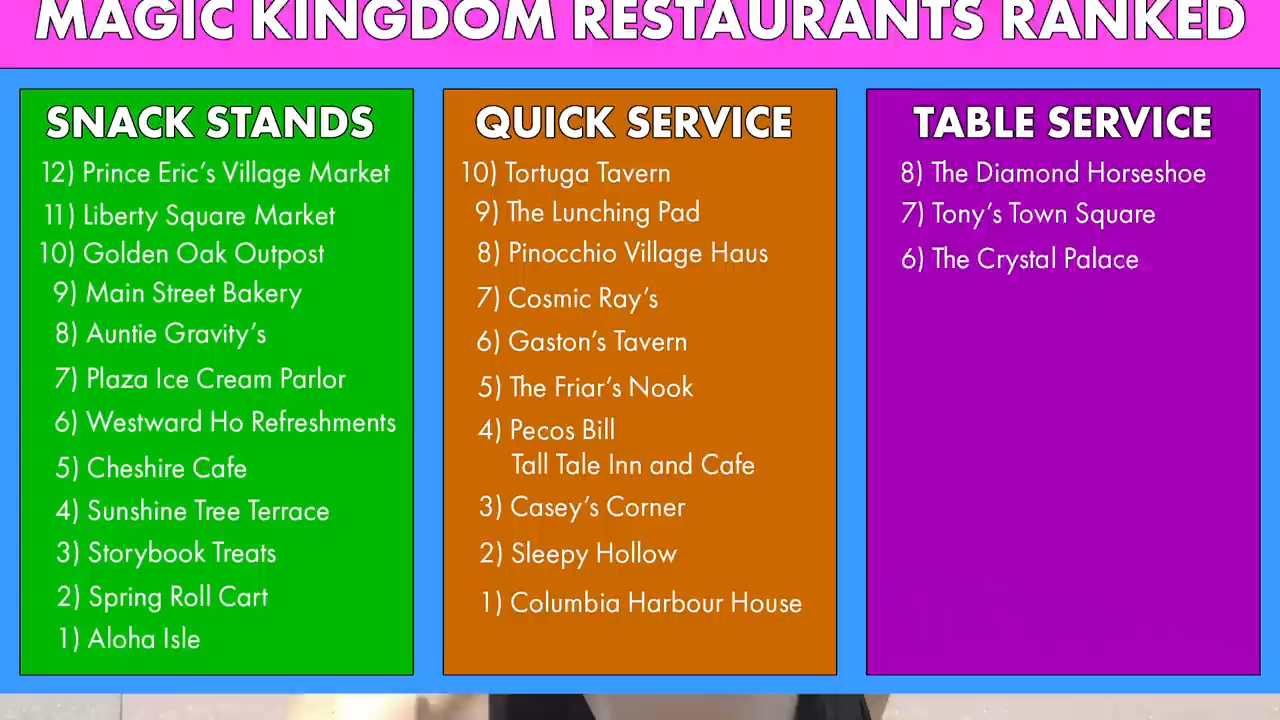 MAGIC KINGDOM RESTAURANTS RANKED
SNACK STANDS
12) Prince Eric's Village Market
11) Liberty Square Market
10) Golden Oak Outpost
9) Main Street Bakery
8) Auntie Gravity's
7) Plaza Ice Cream Parlor
6) Westward Ho Refreshments
5) Cheshire Cafe
4) Sunshine Tree Terrace
3) Storybook Treats
2) Spring Roll Cart
1) Aloha Isle
QUICK SERVICE
10) Tortuga Tavern
9) The Lunching Pad
8) Pinocchio Village Haus
7) Cosmic Ray's
6) Gaston's Tavern
5) The Friar's Nook
4) Pecos Bill
Tall Tale Inn and Cafe
3) Casey's Corner
2) Sleepy Hollow
1) Columbia Harbour House
TABLE SERVICE
8) The Diamond Horseshoe
7) Tony's Town Square
6) The Crystal Palace